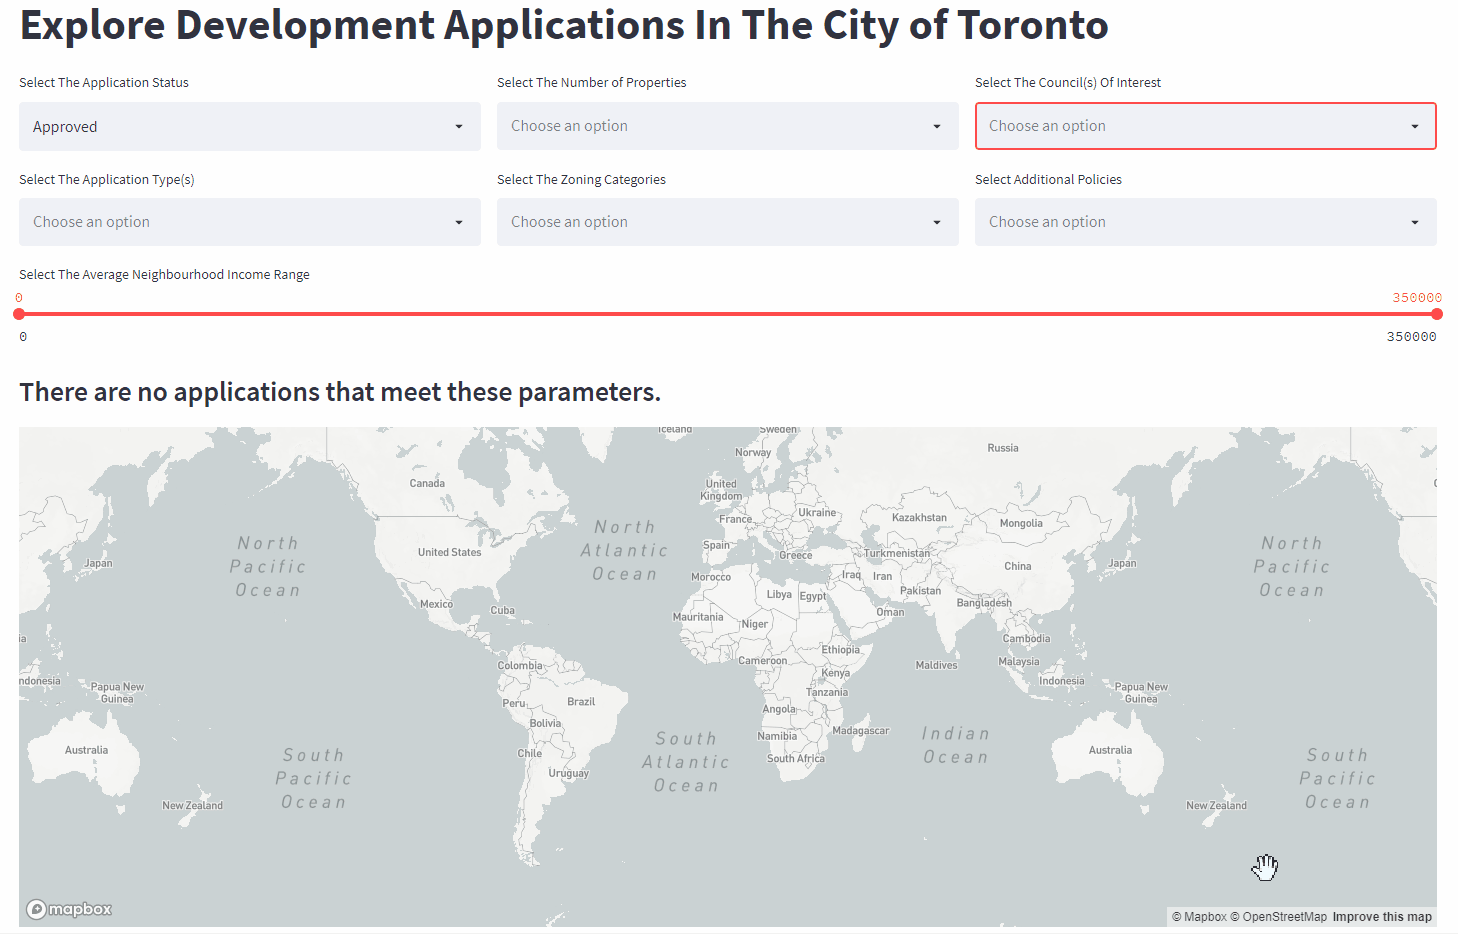 Explore Development Applications In The City of Toronto
Select The Application Status
Select The Number of Properties
Select The Council(s) Of Interest
Approved
Choose an option
Choose an option
Select The Application Type(s)
Select The Zoning Categories
Select Additional Policies
Choose an option
Choose an option
Choose an option
Select The Average Neighbourhood Income Range
0
350000
0
350000
There are no applications that meet these parameters.
Iceland
Sweden
Norway
Russia
Canada
United
Kingdom
Ukraine
France
Kazakhstan
Mongolia
North
Atlantic
Ocean
North
Pacific
Ocean
North
Pacific
Ocean
United States
Spain
Greece
Turkmenistan
Japan
China
Japan
Morocco
Iraq
Iran
Pakistan
Libya
Egypt
Mexico
Cuba
Bangladesh
Oman
Mauritania
Niger
Cambodia
ia
Ethiopia
Colombia
Cameroon
Maldives
Malaysia
Kenya
ndonesia
Indonesia
Papua New
Guinea
Tanzania
Papua New
Guinea
Peru
Brazil
Angola
Bolivia
Namibia
Madagascar
Indian
Ocean
South
Atlantic
Ocean
Australia
Chile
South Africa
Australia
South
Pacific
Ocean
South
Pacific
Ocean
Uruguay
New Zealand
New Zealand
mapbox
© Mapbox © OpenStreetMap Improve this map